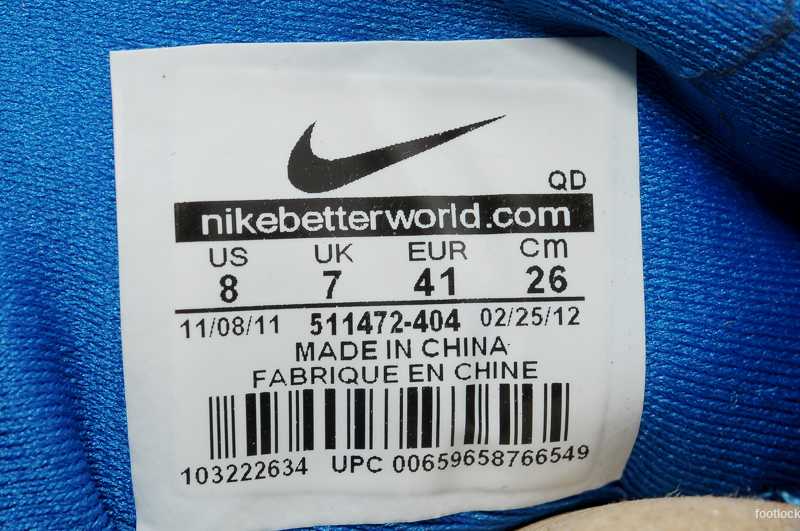 QD
nikebetterworld.com
US UK EUR Cm
8 7 41 26
11/08/11 511472-404 02/25/12
MADE IN CHINA
FABRIQUE EN CHINE
103222634 UPC 00659658766549
footlock